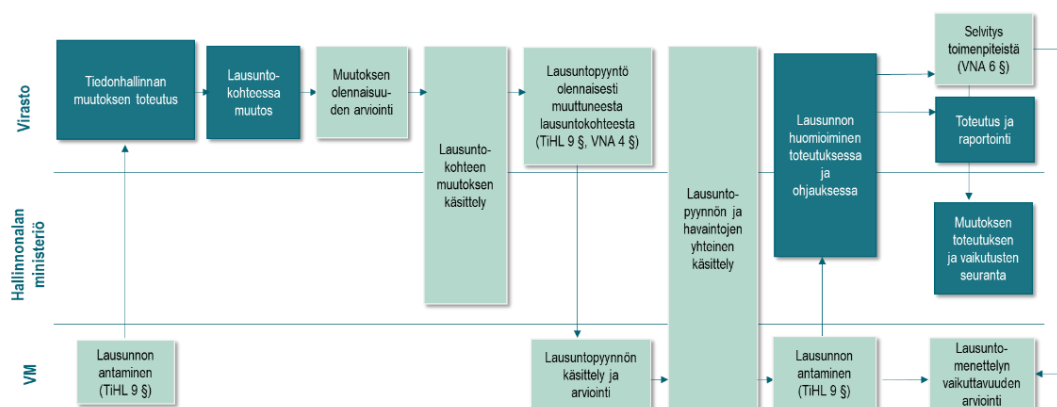 Virasto
Tiedonhallinnan
muutoksen toteutus
Lausunto-
kohteessa
muutos
Muutoksen
olennaisuu-
den arviointi
Lausunto-
kohteen
muutoksen
käsittely
Lausuntopyyntö
olennaisesti
muuttuneesta
lausuntokohteesta
(TiHL 9 §, VNA 4 §)
Lausunto-
pyynnön ja
havaintojen
yhteinen
käsittely
Lausunnon
huomioiminen
toteutuksessa
ja
ohjauksessa
Selvitys
toimenpiteistä
(VNA 6 §)
Toteutus ja
raportointi
Hallinnonalan
ministeriö
Muutoksen
toteutuksen
ja vaikutusten
seuranta
VM
Lausunnon
antaminen
(TiHL 9 §)
Lausuntopyynnön
käsittely ja
arviointi
Lausunnon
antaminen
(TiHL 9 §)
Lausunto-
menettelyn
vaikuttavuuden
arviointi